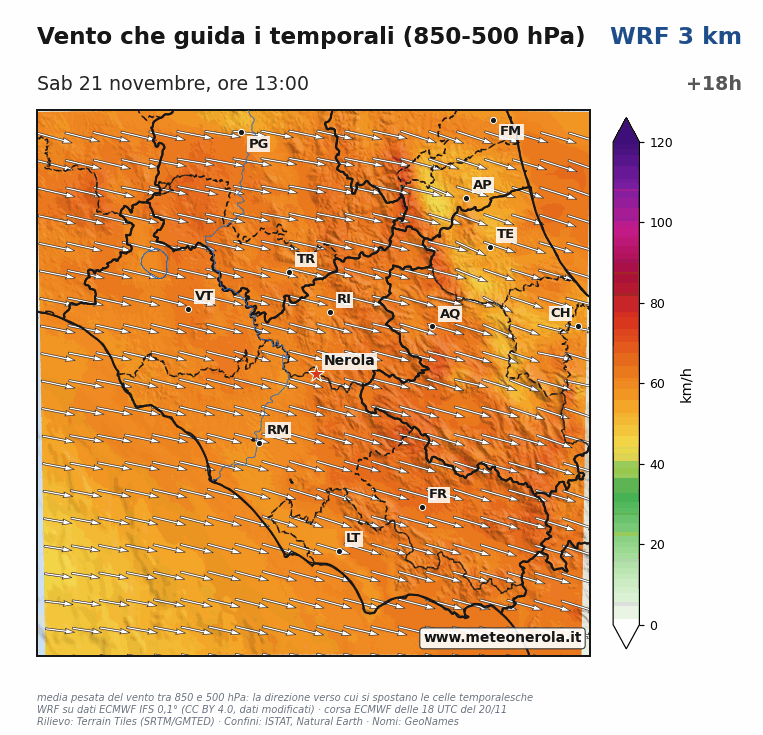 Vento che guida i temporali (850-500 hPa) WRF 3 km
Sab 21 novembre, ore 13:00 +18h
FM
PG
AP
TE
TR
VT
RI
AQ
CH
Nerola
RM
FR
LT
www.meteonerola.it
120
100
80
60
40
20
0
km/h
media pesata del vento tra 850 e 500 hPa: la direzione verso cui si spostano le celle temporalesche
WRF su dati ECMWF IFS 0,1° (CC BY 4.0, dati modificati) · corsa ECMWF delle 18 UTC del 20/11
Rilievo: Terrain Tiles (SRTM/GMTED) · Confini: ISTAT, Natural Earth · Nomi: GeoNames